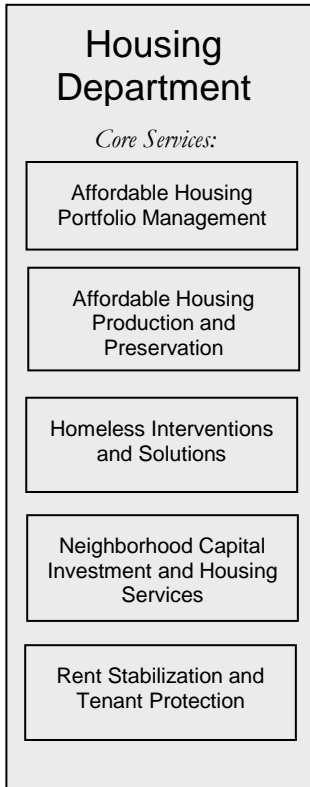 Housing
Department
Core Services:
Affordable Housing
Portfolio Management
Affordable Housing
Production and
Preservation
Homeless Interventions
and Solutions
Neighborhood Capital
Investment and Housing
Services
Rent Stabilization and
Tenant Protection